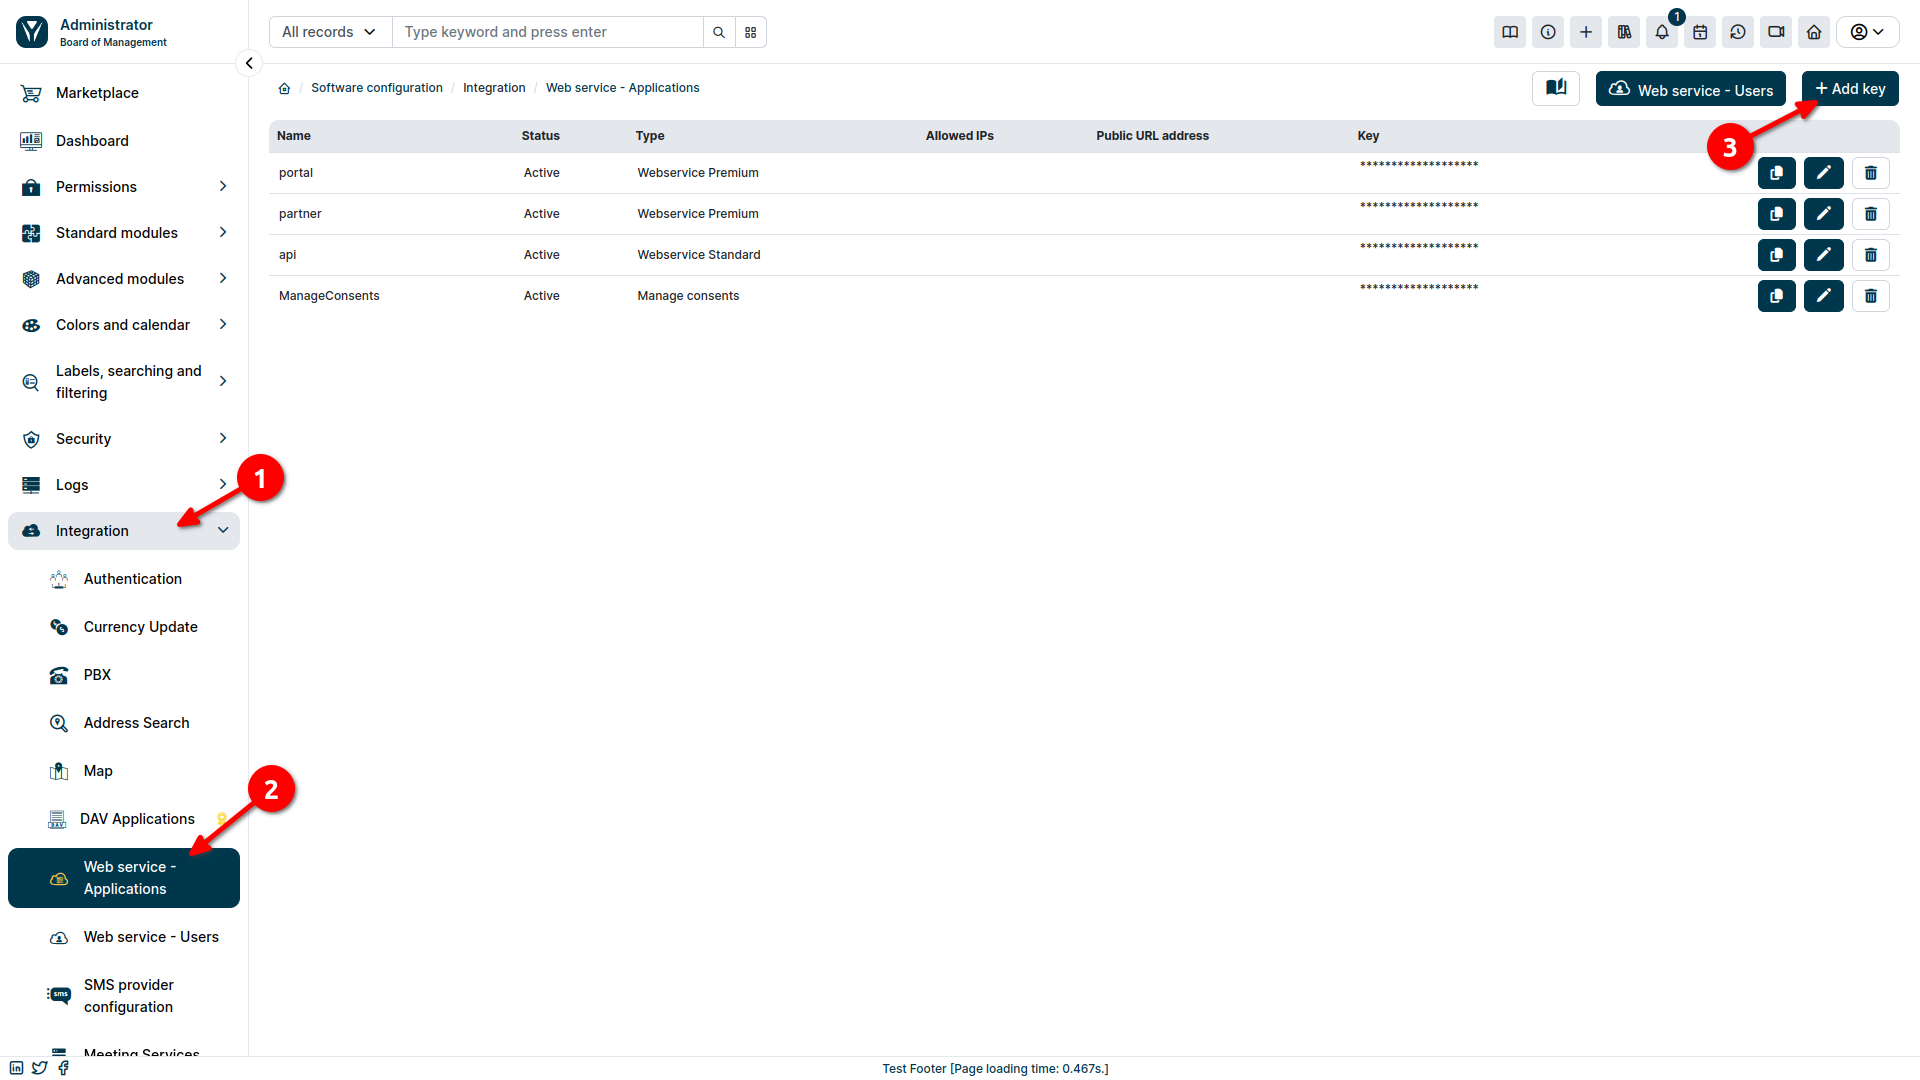 Administrator
Board of Management
All records
Type keyword and press enter
1
Marketplace
Dashboard
Permissions
Standard modules
Advanced modules
Colors and calendar
Labels, searching and
filtering
Security
Logs
Integration
Authentication
Currency Update
PBX
Address Search
Map
DAV Applications
Web service -
Applications
Web service - Users
sms
SMS provider
configuration
Meeting Services
1
2
3
/ Software configuration / Integration / Web service - Applications
Web service - Users
+ Add key
Name Status Type Allowed IPs Public URL address Key
portal Active Webservice Premium *******************
partner Active Webservice Premium *******************
api Active Webservice Standard *******************
ManageConsents Active Manage consents *******************
Test Footer [Page loading time: 0.467s.]